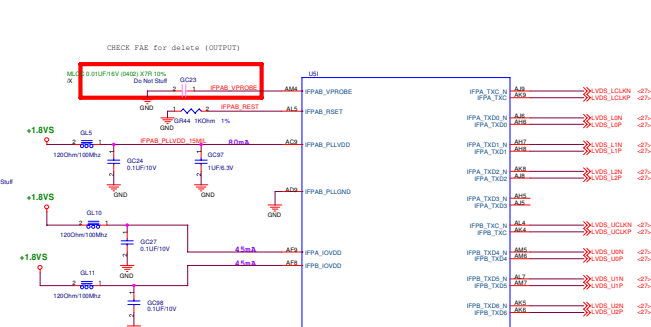 CHECK FAE for delete (OUTPUT)
MLCC 0.01UF/16V (0402) X7R 10%
/X
Do Not Stuff
GC23
2
1
IFPAB_VPROBE
AM4
IFPAB_VPROBE
GND
1
2
IFPAB_REST
AL5
IFPAB_RSET
GR44 1KOhm 1%
GND
+1.8VS
GL5
2
1
IFPAB_PLLVDD_15MIL
80mA
AC9
IFPAB_PLLVDD
120Ohm/100Mhz
GC24
0.1UF/10V
GC97
1UF/6.3V
GND
GND
Stuff
AD9
IFPAB_PLLGND
GND
+1.8VS
GL10
2
1
120Ohm/100Mhz
GC27
0.1UF/10V
GND
45mA
AF9
IFPA_IOVDD
45mA
AF8
IFPB_IOVDD
+1.8VS
GL11
2
1
120Ohm/100Mhz
GC98
0.1UF/10V
U5I
IFPA_TXC_N
AJ9
LVDS_LCLKN
<27>
IFPA_TXC
AK9
LVDS_LCLKP
<27>
IFPA_TXD0_N
AJ6
LVDS_L0N
<27>
IFPA_TXD0
AH6
LVDS_L0P
<27>
IFPA_TXD1_N
AH7
LVDS_L1N
<27>
IFPA_TXD1
AH8
LVDS_L1P
<27>
IFPA_TXD2_N
AK8
LVDS_L2N
<27>
IFPA_TXD2
AJ8
LVDS_L2P
<27>
IFPA_TXD3_N
AH5
IFPA_TXD3
AJ5
IFPB_TXC_N
AL4
LVDS_UCLKN
<27>
IFPB_TXC
AK4
LVDS_UCLKP
<27>
IFPB_TXD4_N
AM5
LVDS_U0N
<27>
IFPB_TXD4
AM6
LVDS_U0P
<27>
IFPB_TXD5_N
AL7
LVDS_U1N
<27>
IFPB_TXD5
AM7
LVDS_U1P
<27>
IFPB_TXD6_N
AK5
LVDS_U2N
<27>
IFPB_TXD6
AK6
LVDS_U2P
<27>